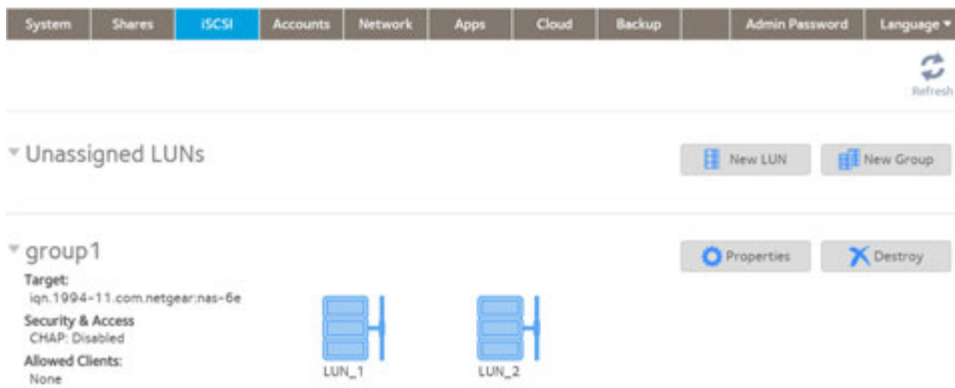 System Shares iSCSI Accounts Network Apps Cloud Backup Admin Password Language
Refresh
Unassigned LUNs
New LUN New Group
group1
Properties Destroy
Target:
iqn.1994-11.com.netgear:nas-6e
Security & Access
CHAP: Disabled
Allowed Clients:
None
LUN_1 LUN_2